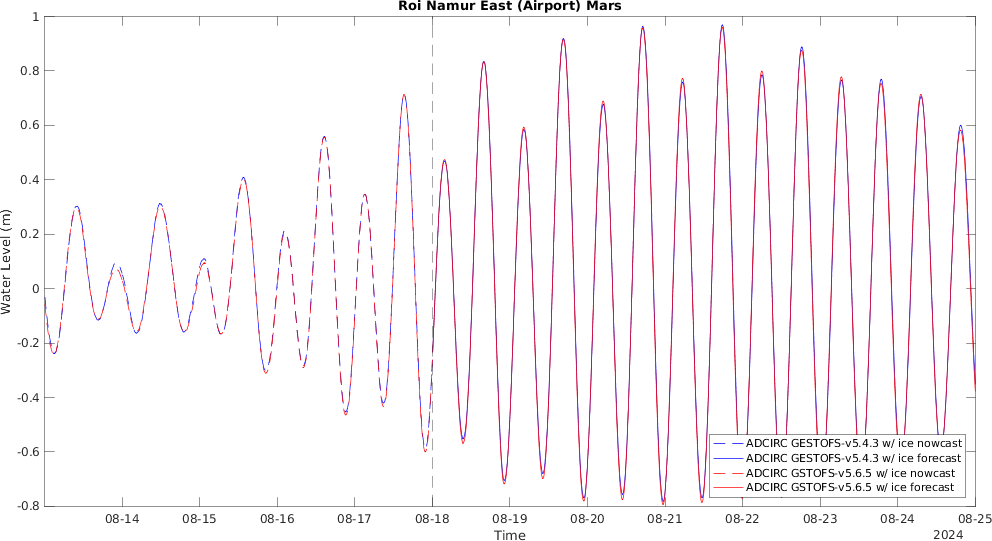 Roi Namur East (Airport) Mars
1
0.8
0.6
0.4
0.2
0
-0.2
-0.4
-0.6
-0.8
Water Level (m)
ADCIRC GESTOFS-v5.4.3 w/ ice nowcast
ADCIRC GESTOFS-v5.4.3 w/ ice forecast
ADCIRC GSTOFS-v5.6.5 w/ ice nowcast
ADCIRC GSTOFS-v5.6.5 w/ ice forecast
08-14 08-15 08-16 08-17 08-18 08-19 08-20 08-21 08-22 08-23 08-24 08-25
Time
2024